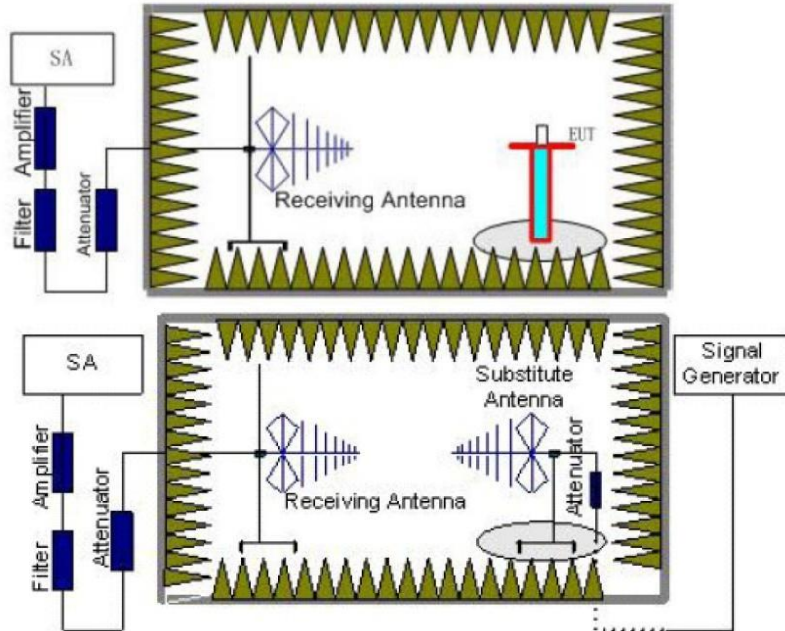 SA
Amplifier
Filter
Attenuator
EUT
Receiving Antenna
SA
Amplifier
Filter
Attenuator
Substitute
Antenna
Receiving Antenna
Attenuator
Signal
Generator